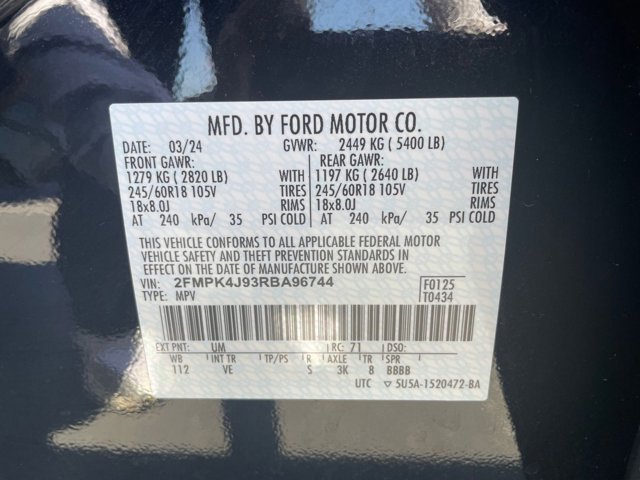 MFD. BY FORD MOTOR CO.
DATE: 03/24 GVWR: 2449 KG ( 5400 LB)
FRONT GAWR: REAR GAWR:
1279 KG ( 2820 LB) WITH 1197 KG ( 2640 LB) WITH
245/60R18 105V TIRES 245/60R18 105V TIRES
18x8.0J RIMS 18x8.0J RIMS
AT 240 kPa/ 35 PSI COLD AT 240 kPa/ 35 PSI COLD
THIS VEHICLE CONFORMS TO ALL APPLICABLE FEDERAL MOTOR
VEHICLE SAFETY AND THEFT PREVENTION STANDARDS IN
EFFECT ON THE DATE OF MANUFACTURE SHOWN ABOVE.
VIN: 2FMPK4J93RBA96744 F0125
TYPE: MPV T0434
EXT PNT: UM RC: 71 DSO:
WB INT TR TP/PS R AXLE TR SPR
112 VE S 3K 8 BBBB
UTC ▽ 5U5A-1520472-BA